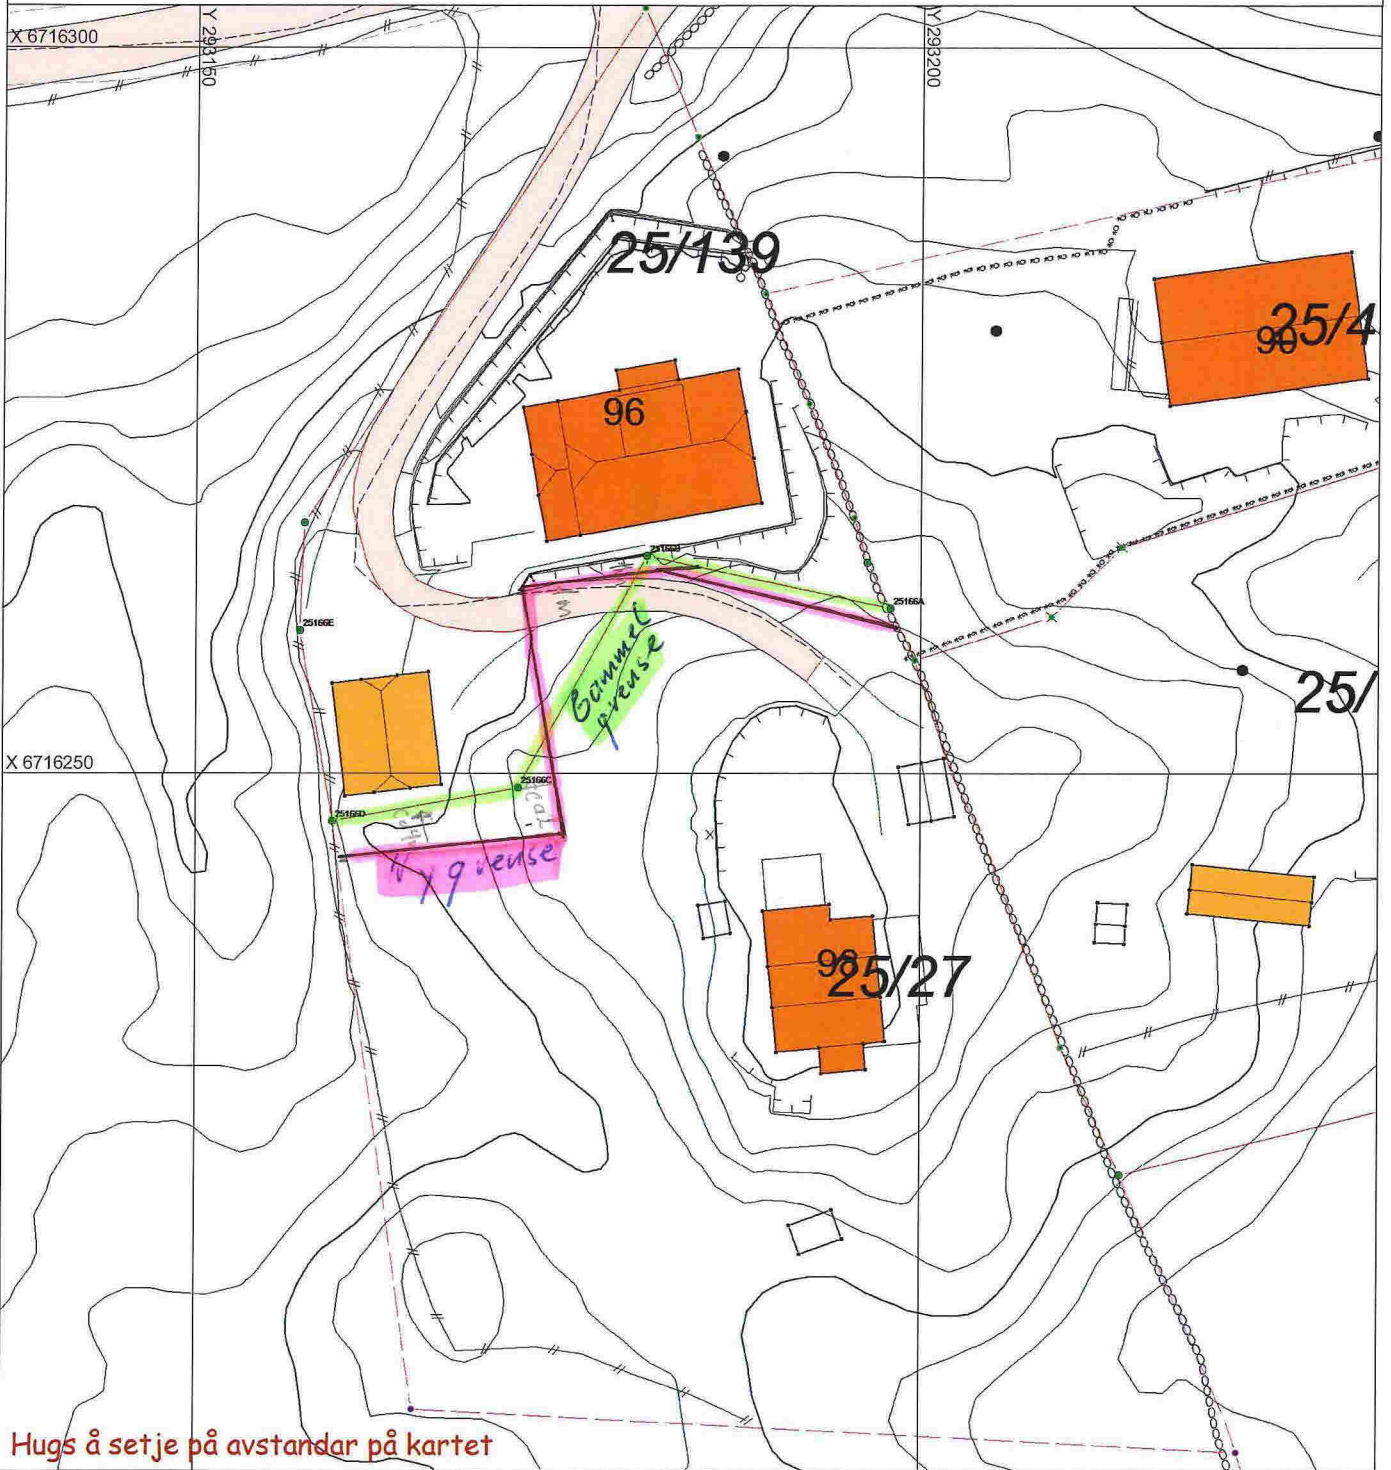 X 6716300
Y 293150
Y 293200
25/139
25/4
90
96
25166B
25166A
25166E
Gammel
grense
25/
X 6716250
25166C
25166D
Ny grense
98
25/27
Hugs å setje på avstandar på kartet